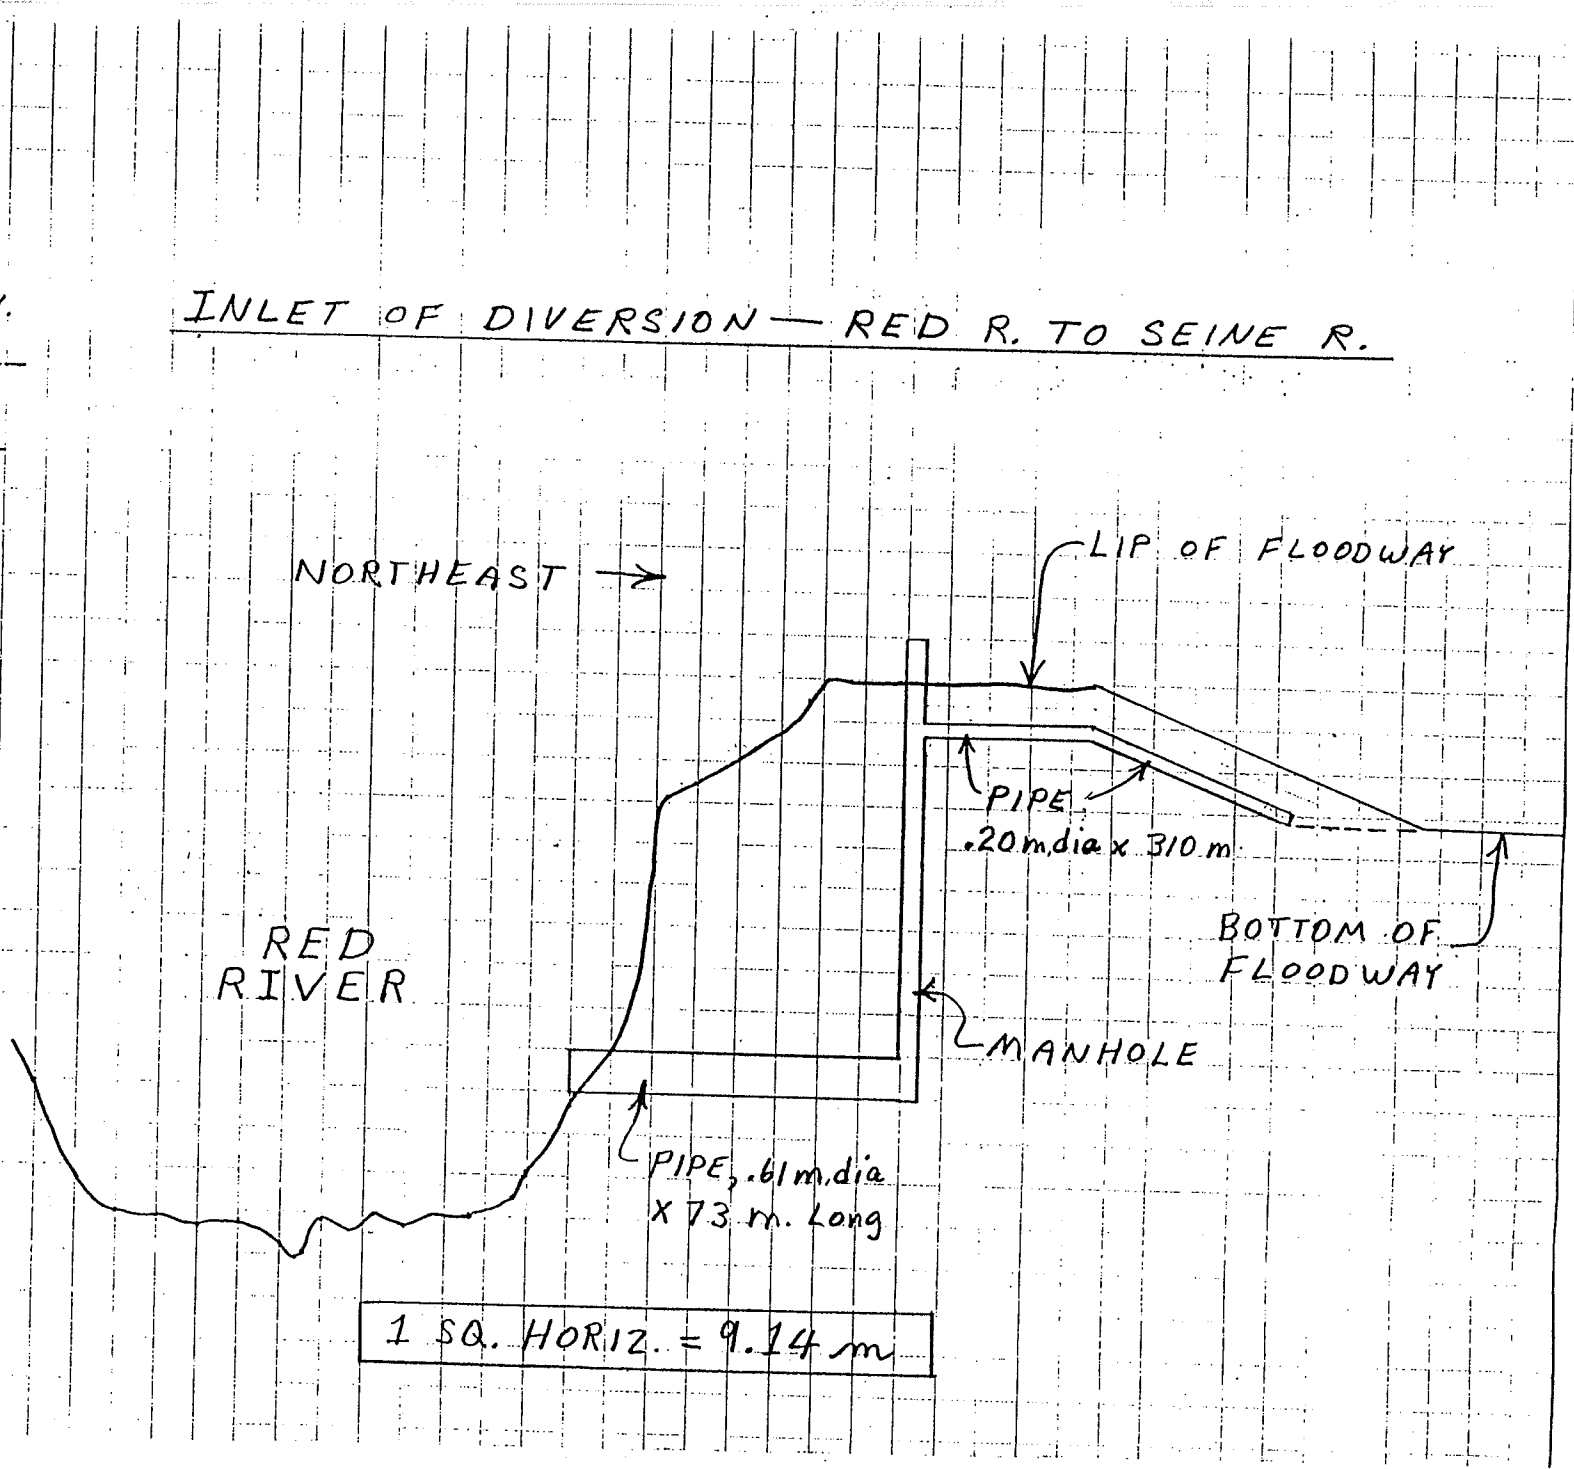 INLET OF DIVERSION — RED R. TO SEINE R.
NORTHEAST
LIP OF FLOODWAY
PIPE
.20 m. dia x 310 m
RED
RIVER
BOTTOM OF
FLOODWAY
MANHOLE
PIPE, .61 m. dia
X 73 m. Long
1 SQ. HORIZ. = 9.14 m